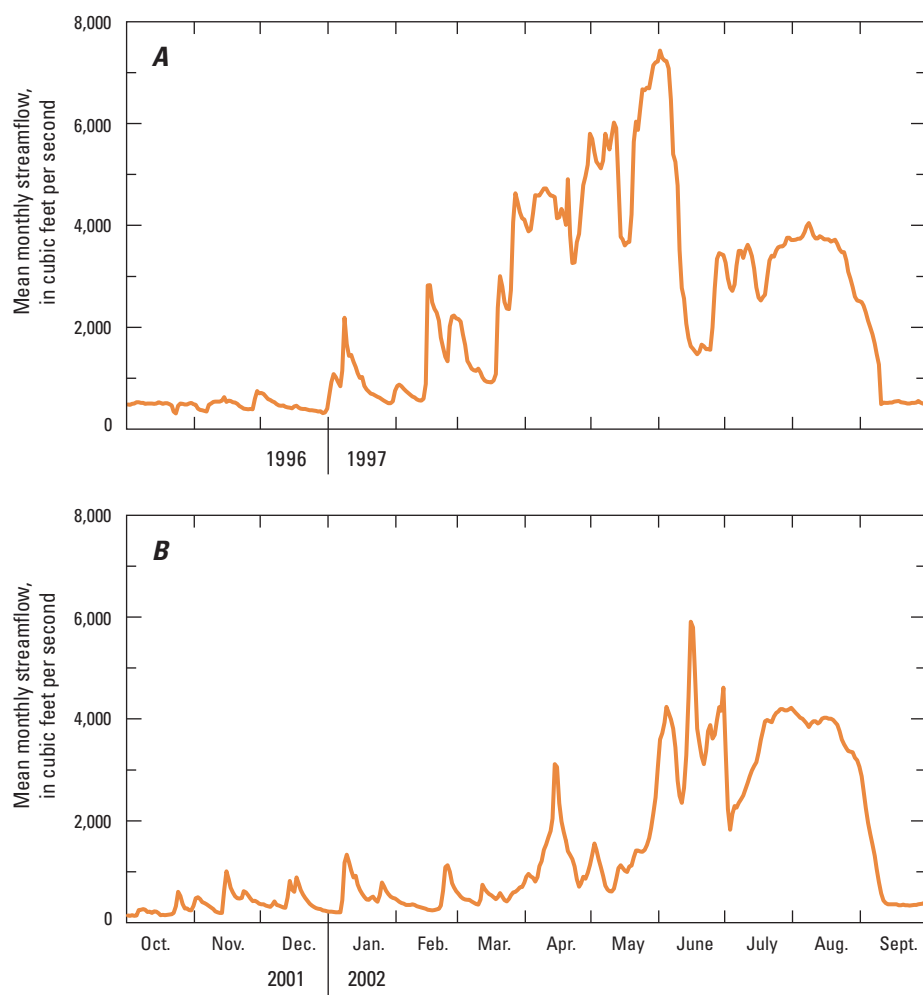 A
Mean monthly streamflow,
in cubic feet per second
8,000
6,000
4,000
2,000
0
1996 1997
B
Mean monthly streamflow,
in cubic feet per second
8,000
6,000
4,000
2,000
0
Oct. Nov. Dec. Jan. Feb. Mar. Apr. May June July Aug. Sept.
2001 2002